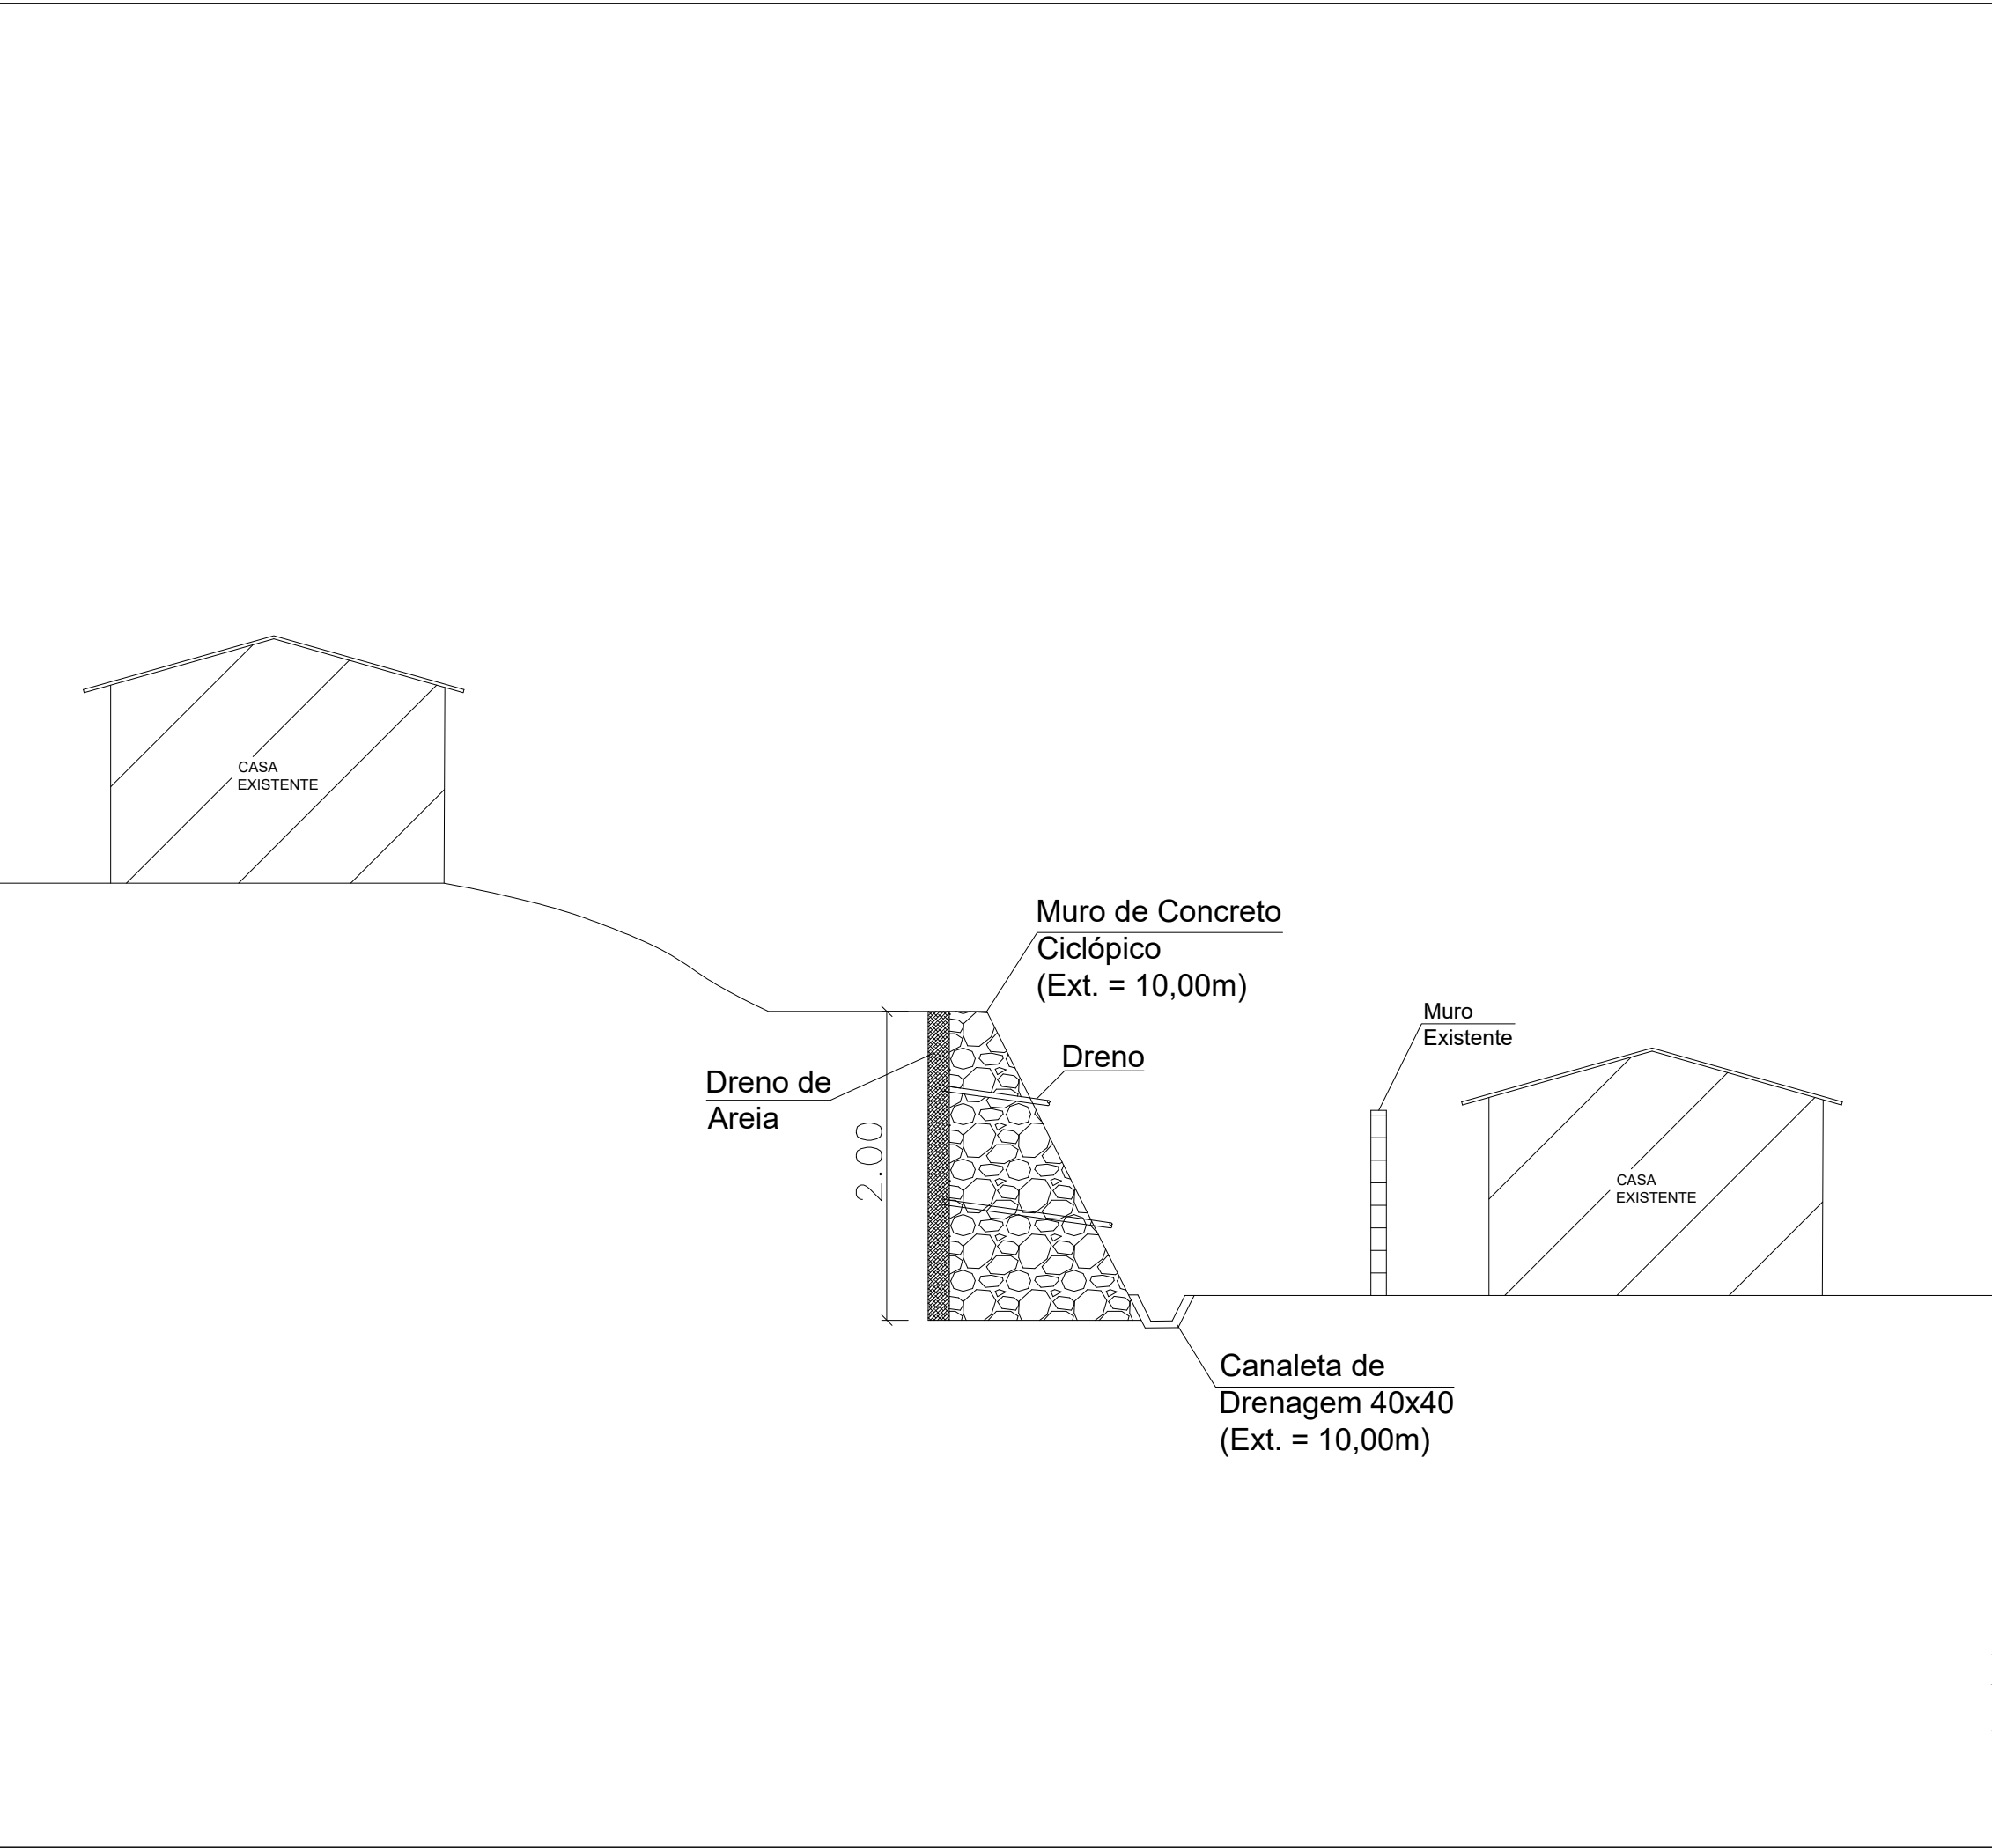 CASA
EXISTENTE
Muro de Concreto
Ciclópico
(Ext. = 10,00m)
Muro
Existente
Dreno
Dreno de
Areia
2.00
CASA
EXISTENTE
Canaleta de
Drenagem 40x40
(Ext. = 10,00m)